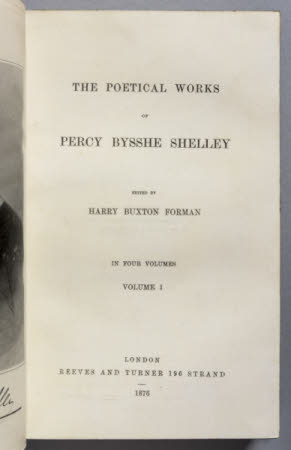 THE POETICAL WORKS
OF
PERCY BYSSHE SHELLEY
EDITED BY
HARRY BUXTON FORMAN
IN FOUR VOLUMES
VOLUME I
LONDON
REEVES AND TURNER 196 STRAND
1876